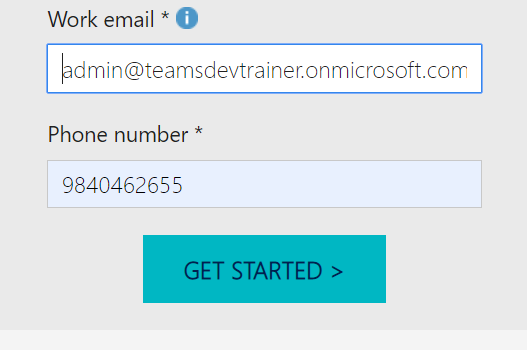 Work email *
admin@teamsdevtrainer.onmicrosoft.com
Phone number *
9840462655
GET STARTED >